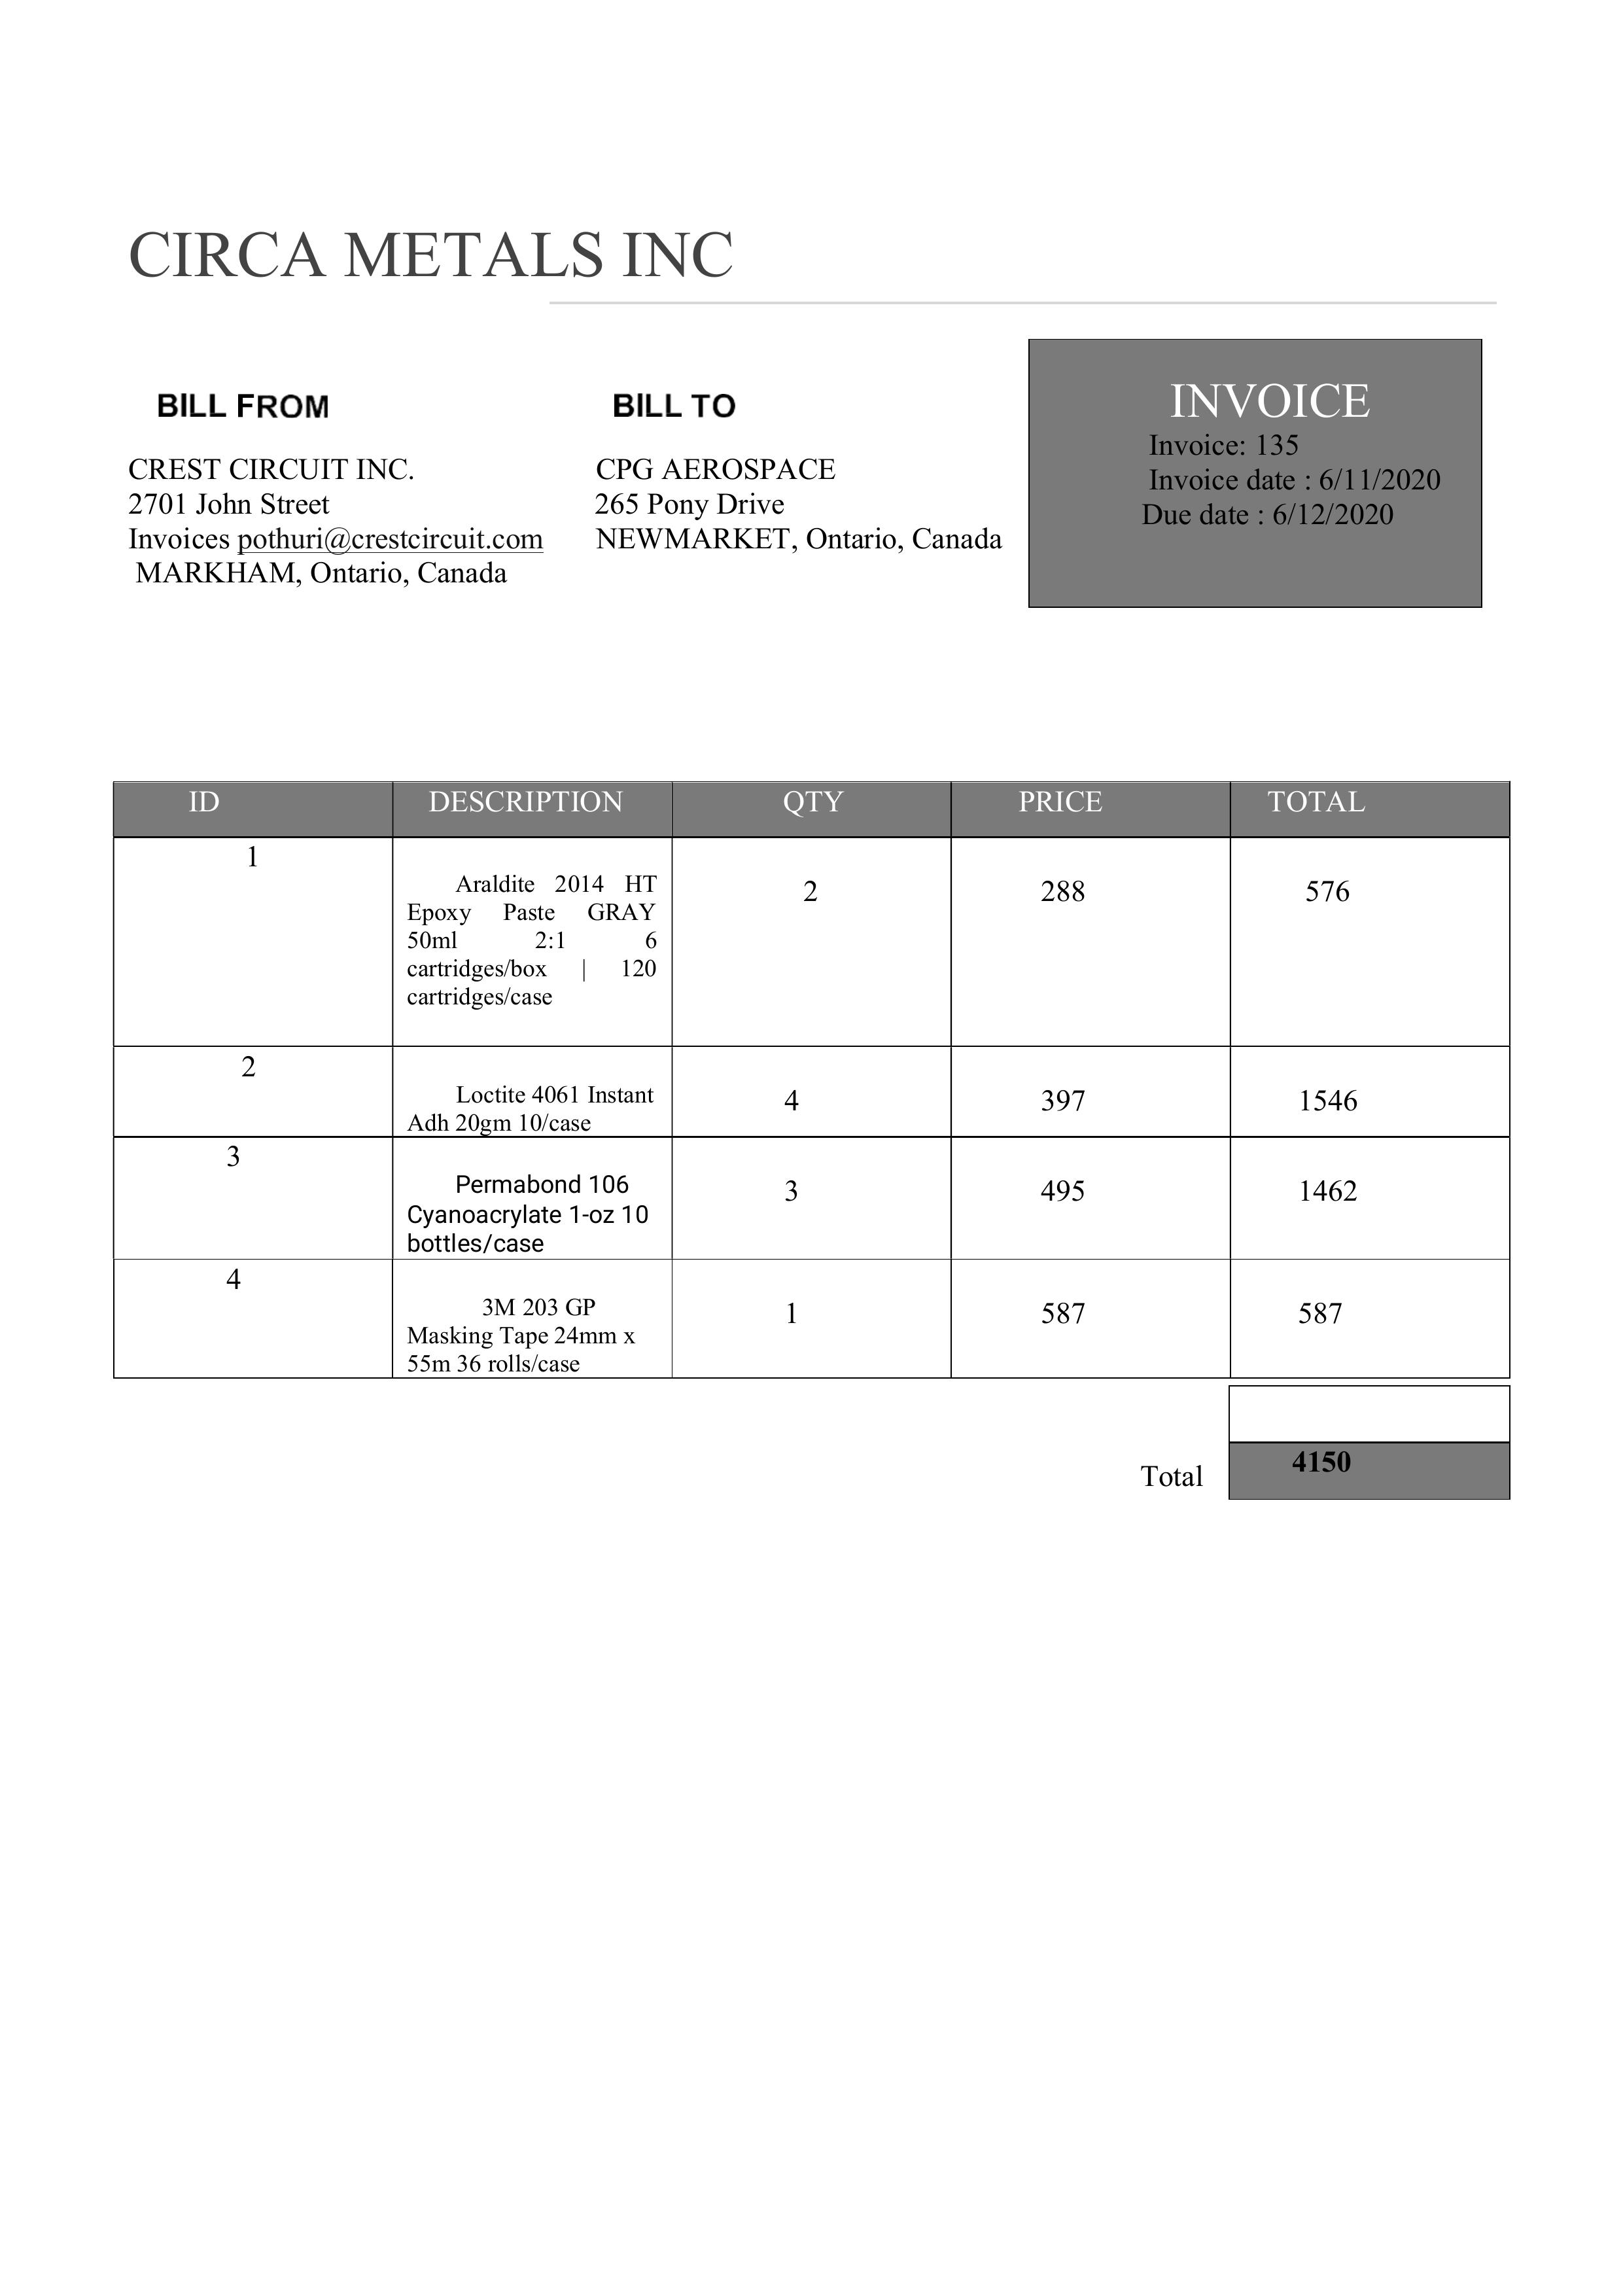 CIRCA METALS INC
BILL FROM
CREST CIRCUIT INC.
2701 John Street
Invoices pothuri@crestcircuit.com
MARKHAM, Ontario, Canada
BILL TO
CPG AEROSPACE
265 Pony Drive
NEWMARKET, Ontario, Canada
INVOICE
Invoice: 135
Invoice date : 6/11/2020
Due date : 6/12/2020
ID DESCRIPTION QTY PRICE TOTAL
1
Araldite 2014 HT
Epoxy Paste GRAY
50ml 2:1 6
cartridges/box | 120
cartridges/case
2 288 576
2
Loctite 4061 Instant
Adh 20gm 10/case
4 397 1546
3
Permabond 106
Cyanoacrylate 1-oz 10
bottles/case
3 495 1462
4
3M 203 GP
Masking Tape 24mm x
55m 36 rolls/case
1 587 587
Total 4150